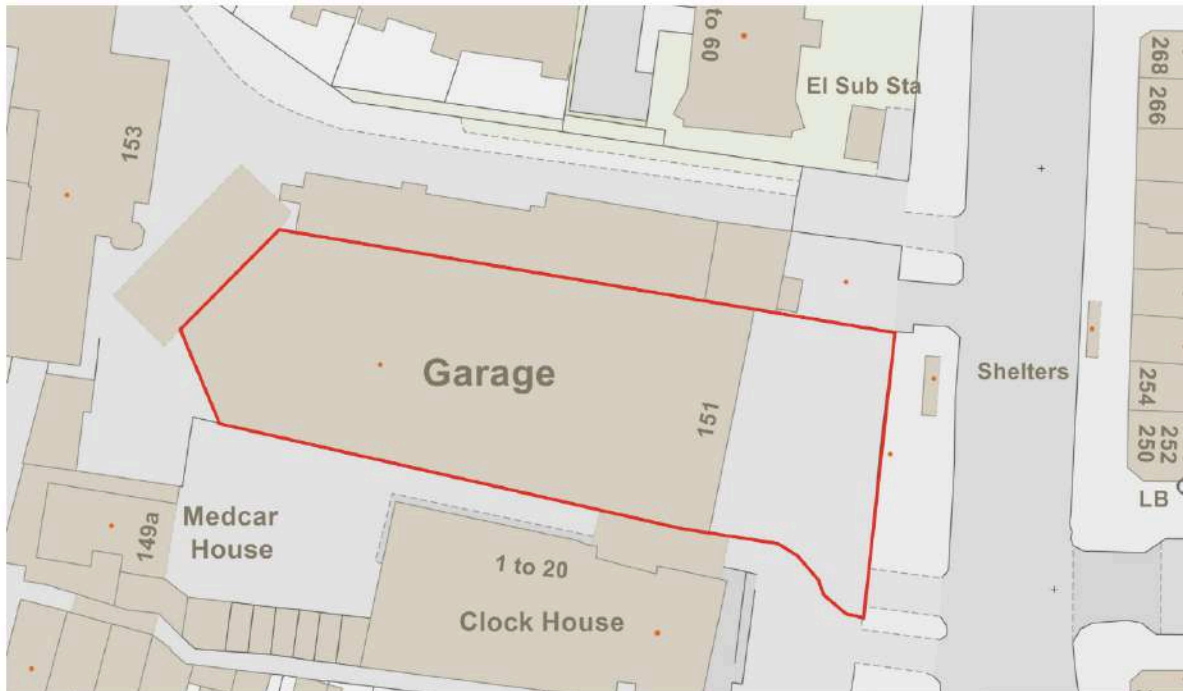 to 60
El Sub Sta
268
266
153
Garage
Shelters
254
252
250
151
LB
Medcar
House
149a
1 to 20
Clock House